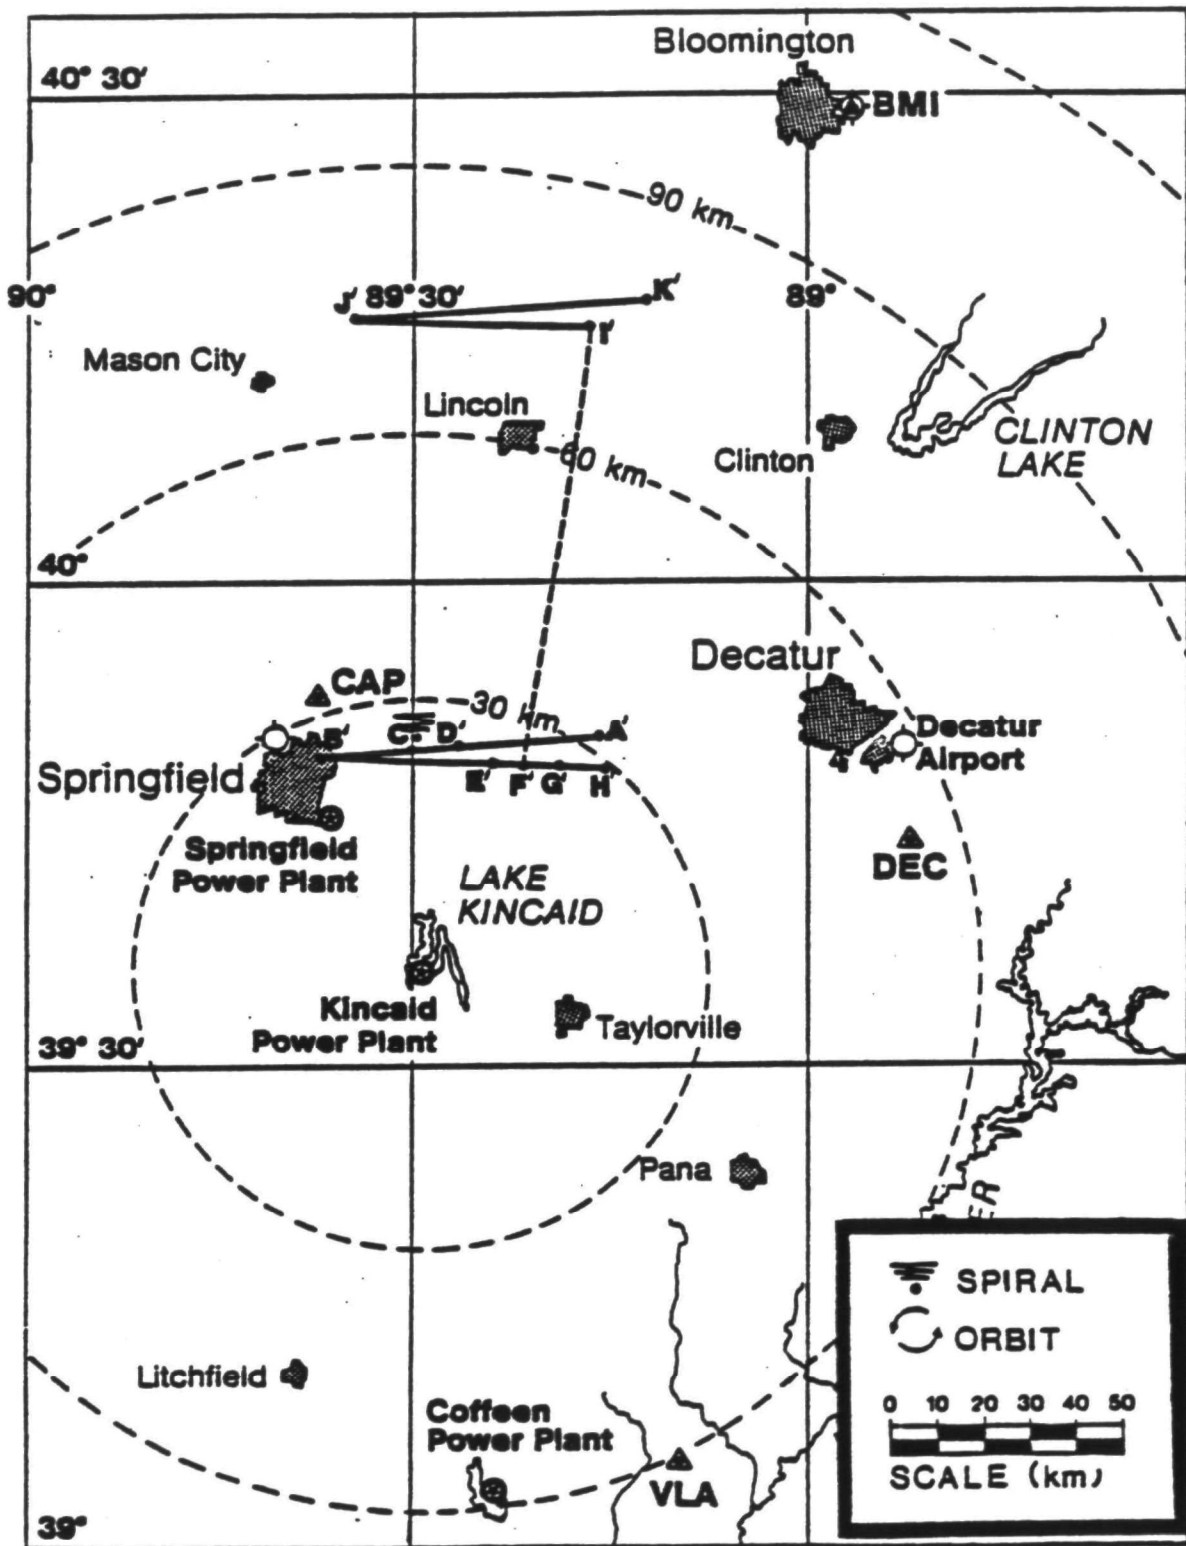 Bloomington
40° 30'
BMI
90 km
90°
89° 30'
89°
J'
K'
I'
Mason City
Lincoln
60 km
Clinton
CLINTON
LAKE
40°
Decatur
CAP
30 km
B'
C'
D'
A'
Decatur
Airport
Springfield
E'
F'
G'
H'
Springfield
Power Plant
DEC
LAKE
KINCAID
Kincaid
Power Plant
Taylorville
39° 30'
Pana
SPIRAL
ORBIT
Litchfield
Coffeen
Power Plant
0 10 20 30 40 50
SCALE (km)
VLA
39°